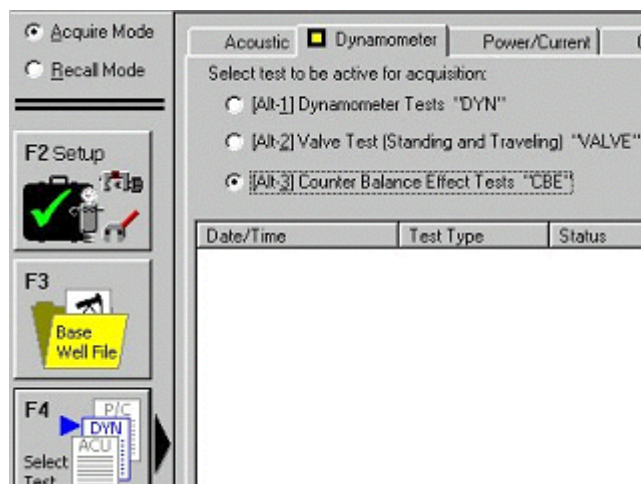 Acquire Mode
Recall Mode
F2 Setup
F3
Base
Well File
F4
P/C
DYN
ACU
Select
Test
Acoustic
Dynamometer
Power/Current
Select test to be active for acquisition:
[Alt-1] Dynamometer Tests "DYN"
[Alt-2] Valve Test (Standing and Traveling) "VALVE"
[Alt-3] Counter Balance Effect Tests "CBE"
Date/Time
Test Type
Status